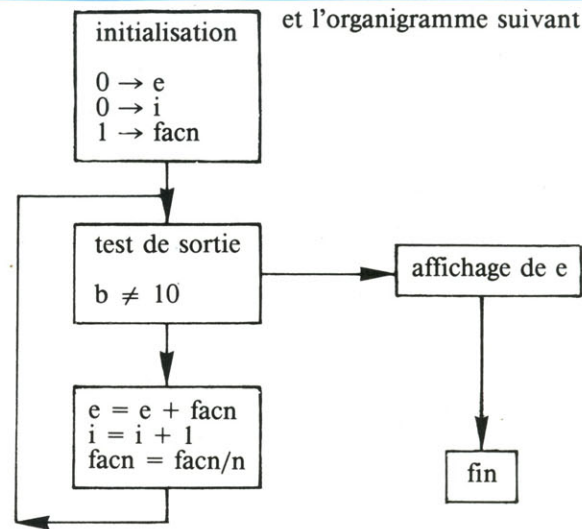 et l'organigramme suivant
initialisation
0 → e
0 → i
1 → facn
test de sortie
b ≠ 10
affichage de e
e = e + facn
i = i + 1
facn = facn/n
fin